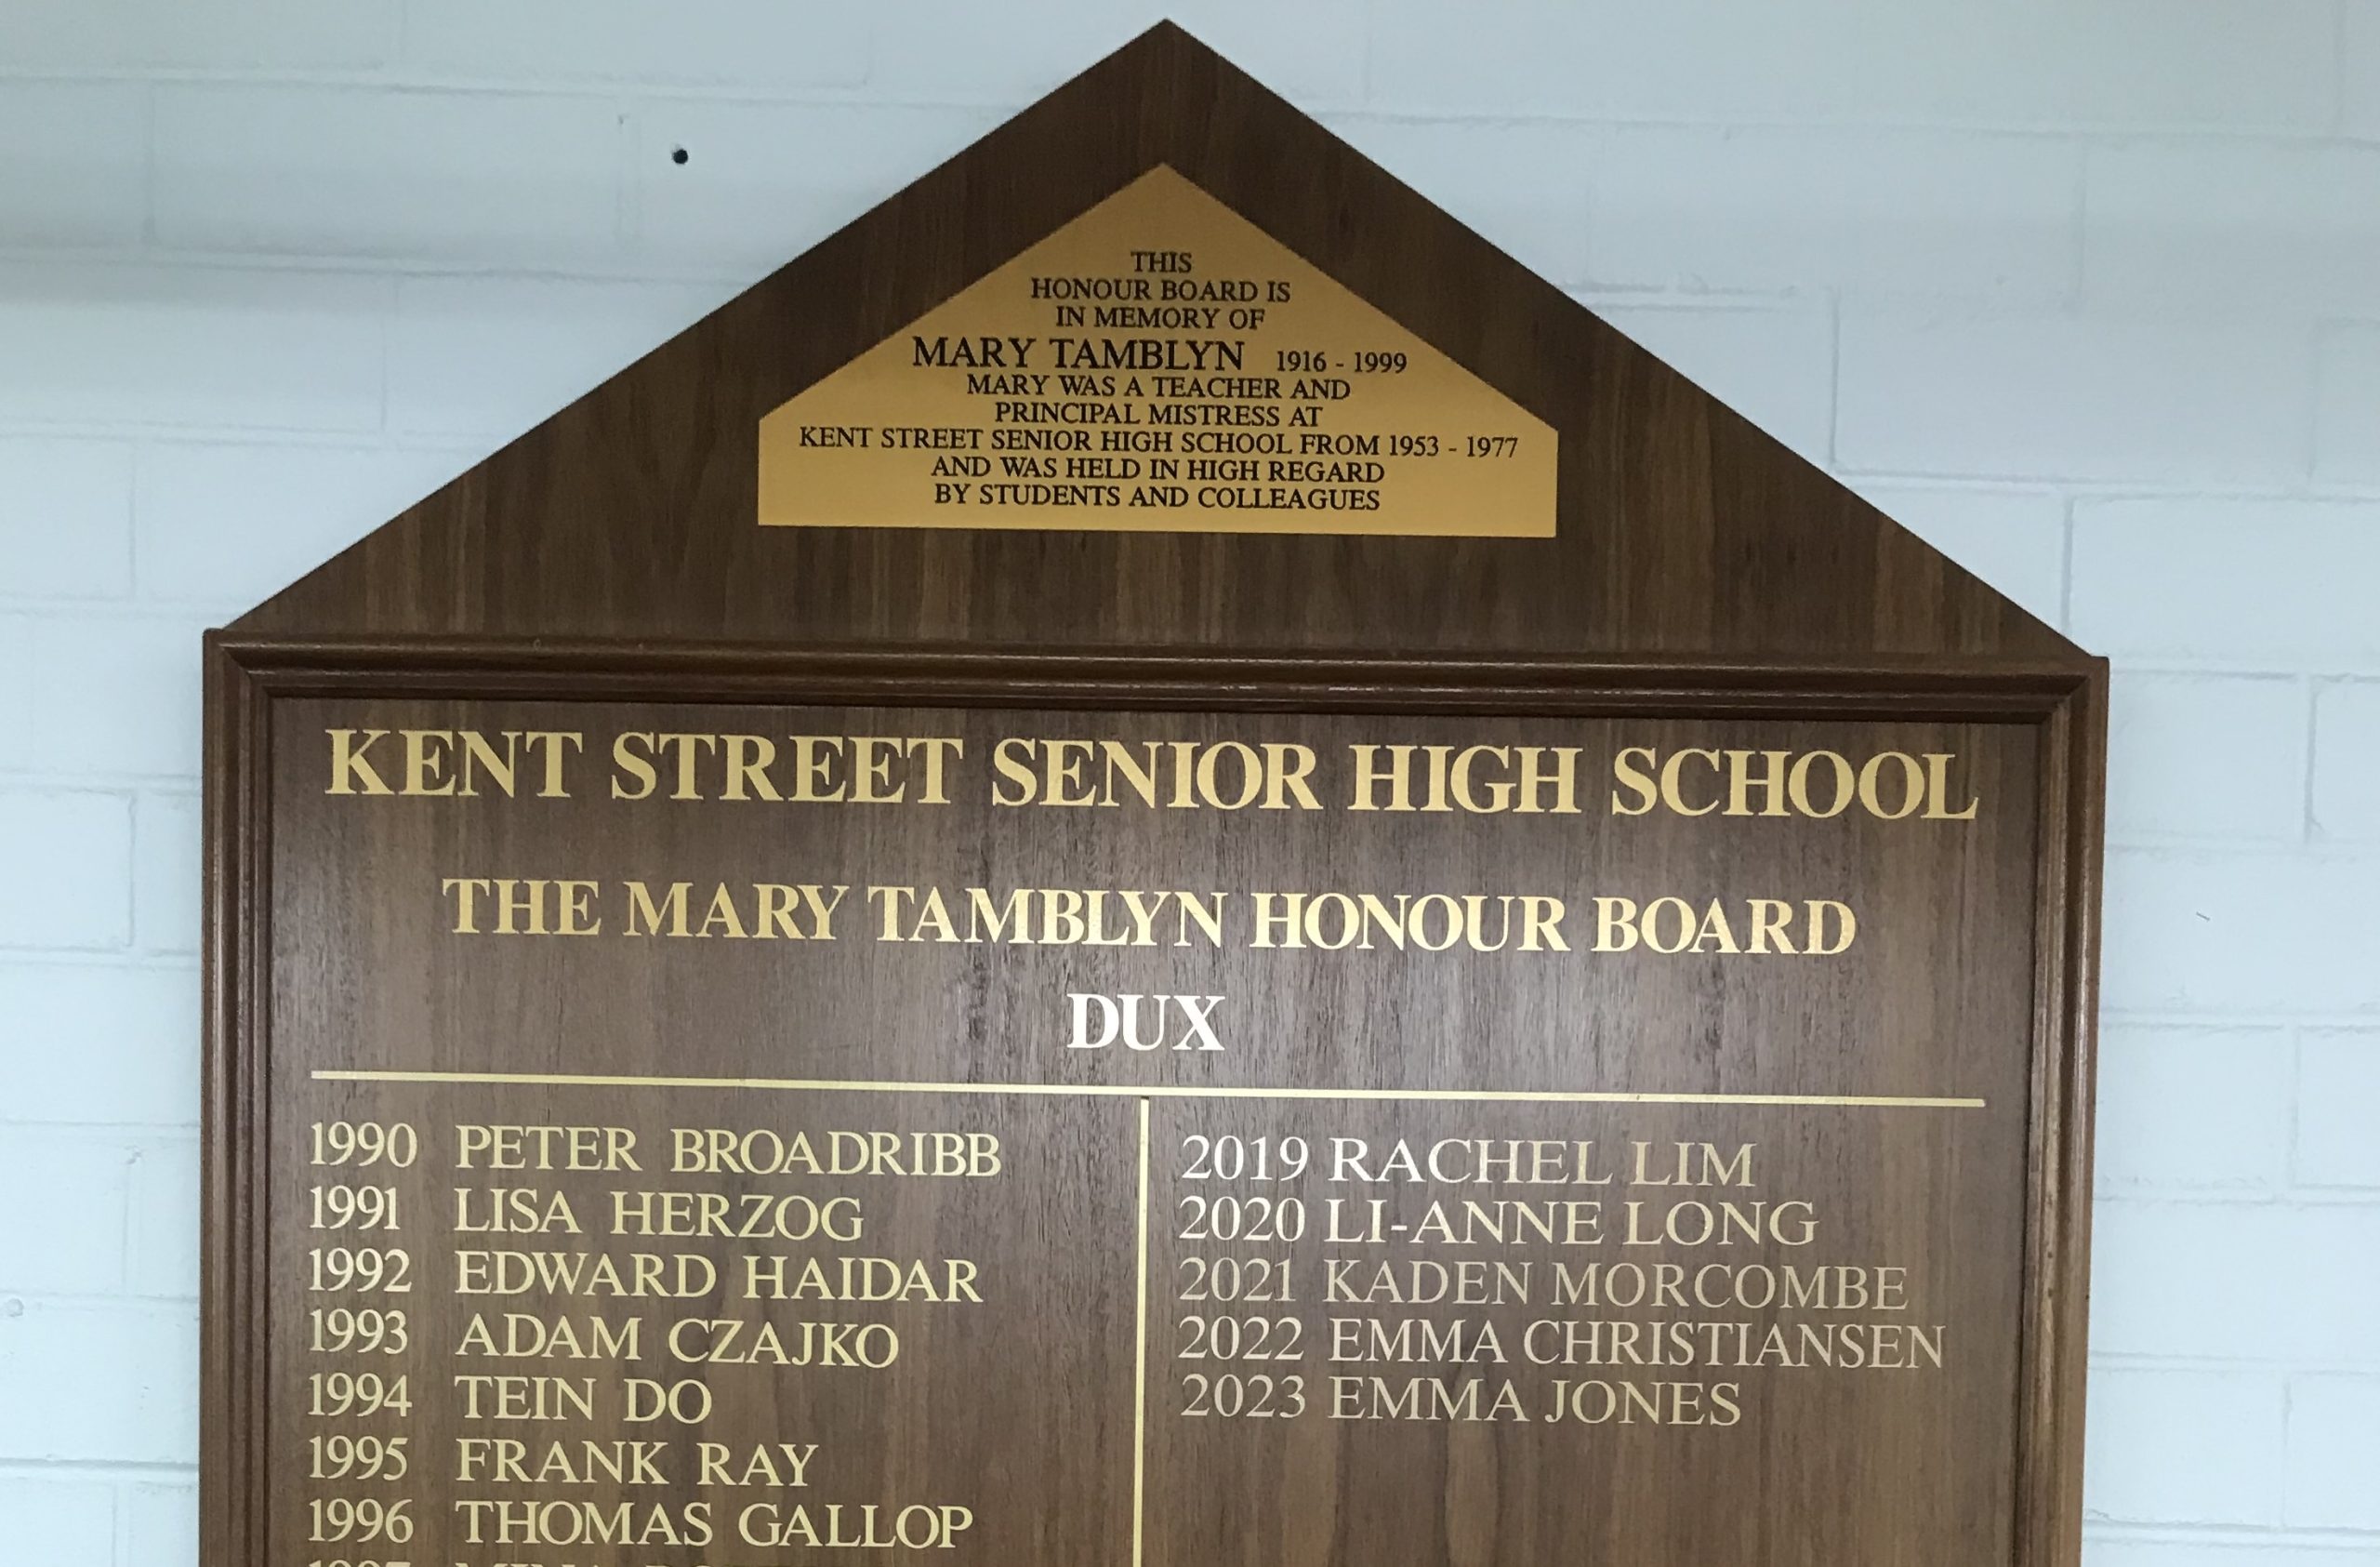 THIS
HONOUR BOARD IS
IN MEMORY OF
MARY TAMBLYN 1916 - 1999
MARY WAS A TEACHER AND
PRINCIPAL MISTRESS AT
KENT STREET SENIOR HIGH SCHOOL FROM 1953 - 1977
AND WAS HELD IN HIGH REGARD
BY STUDENTS AND COLLEAGUES
KENT STREET SENIOR HIGH SCHOOL
THE MARY TAMBLYN HONOUR BOARD
DUX
1990 PETER BROADRIBB
1991 LISA HERZOG
1992 EDWARD HAIDAR
1993 ADAM CZAJKO
1994 TEIN DO
1995 FRANK RAY
1996 THOMAS GALLOP
2019 RACHEL LIM
2020 LI-ANNE LONG
2021 KADEN MORCOMBE
2022 EMMA CHRISTIANSEN
2023 EMMA JONES